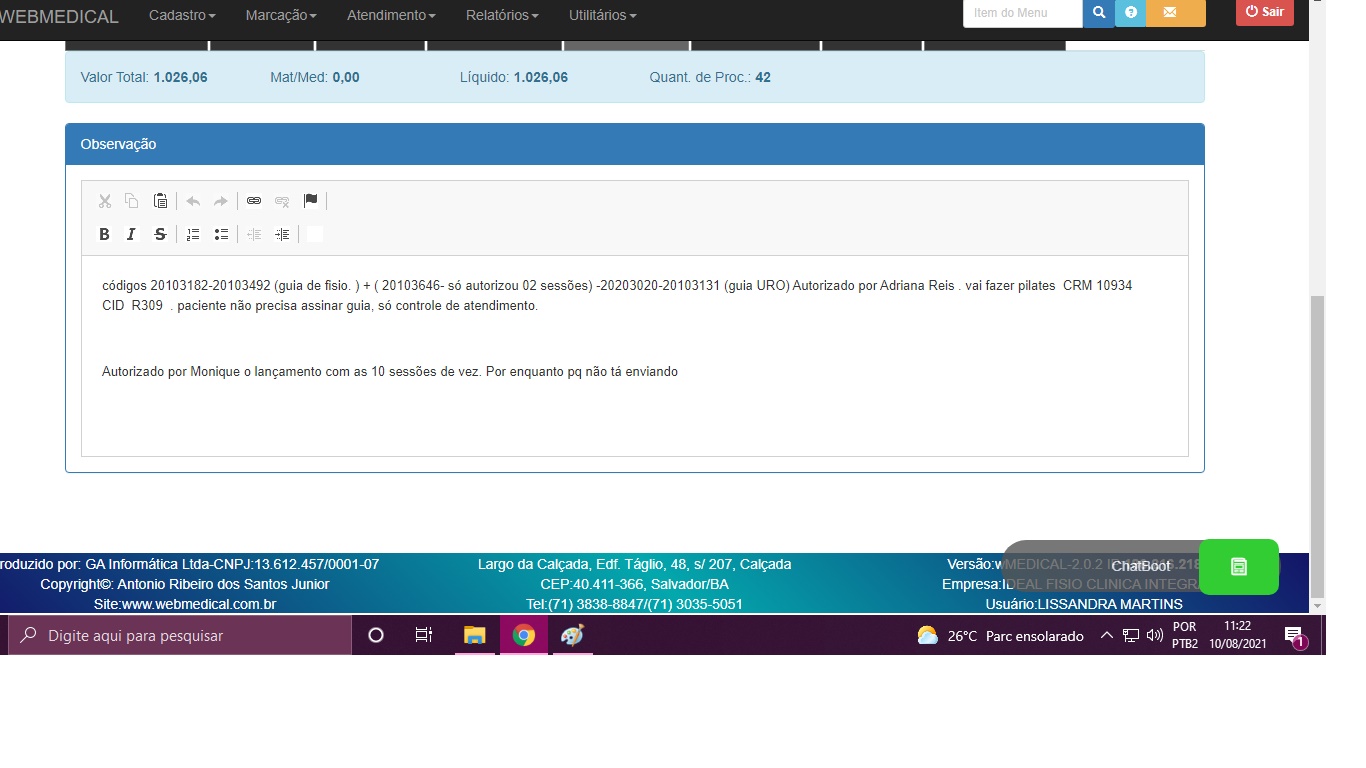 WEBMEDICAL Cadastro Marcação Atendimento Relatórios Utilitários Item do Menu Sair
Valor Total: 1.026,06 Mat/Med: 0,00 Líquido: 1.026,06 Quant. de Proc.: 42
Observação
códigos 20103182-20103492 (guia de fisio. ) + ( 20103646- só autorizou 02 sessões) -20203020-20103131 (guia URO) Autorizado por Adriana Reis . vai fazer pilates CRM 10934
CID R309 . paciente não precisa assinar guia, só controle de atendimento.
Autorizado por Monique o lançamento com as 10 sessões de vez. Por enquanto pq não tá enviando
roduzido por: GA Informática Ltda-CNPJ:13.612.457/0001-07
Copyright©: Antonio Ribeiro dos Santos Junior
Site:www.webmedical.com.br
Largo da Calçada, Edf. Táglio, 48, s/ 207, Calçada
CEP:40.411-366, Salvador/BA
Tel:(71) 3838-8847/(71) 3035-5051
Versão:wMEDICAL-2.0.2
Empresa:IDEAL FISIO CLINICA INTEGRA
Usuário:LISSANDRA MARTINS
ChatBoot
Digite aqui para pesquisar
26°C Parc ensolarado
POR
PTB2
11:22
10/08/2021
1